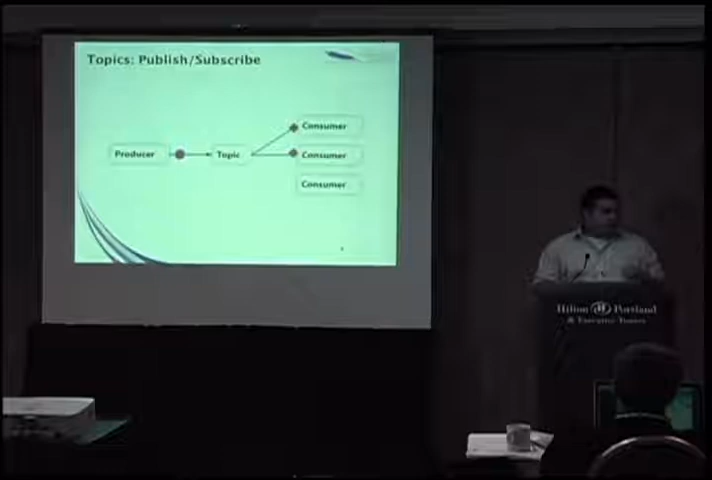 Topics: Publish/Subscribe
Consumer
Producer
Topic
Consumer
Consumer
Hilton Portland
& Executive Tower